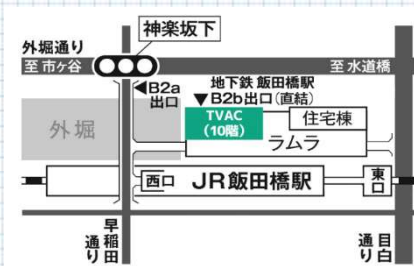 神楽坂下
外堀通り
至 市ヶ谷
至 水道橋
B2a
出口
地下鉄 飯田橋駅
B2b出口(直結)
TVAC
(10階)
住宅棟
外堀
ラムラ
西口
JR飯田橋駅
東口
早稲田通り
目白通り